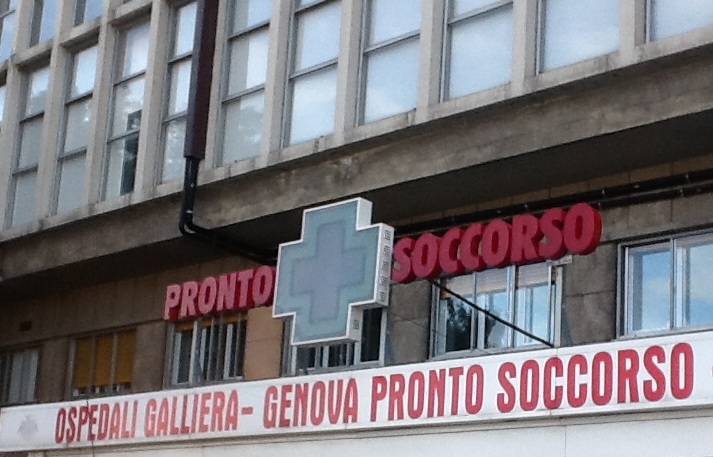 PRONTO SOCCORSO
OSPEDALI GALLIERA- GENOVA PRONTO SOCCORSO